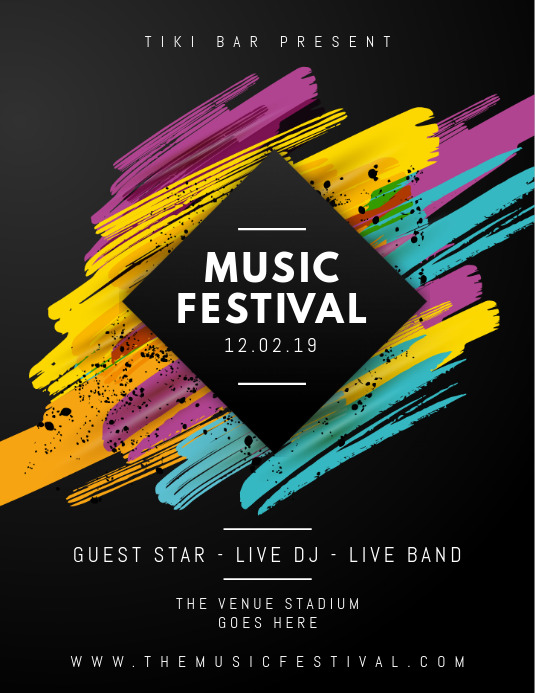 TIKI BAR PRESENT
MUSIC
FESTIVAL
12.02.19
GUEST STAR - LIVE DJ - LIVE BAND
THE VENUE STADIUM
GOES HERE
WWW.THEMUSICFESTIVAL.COM